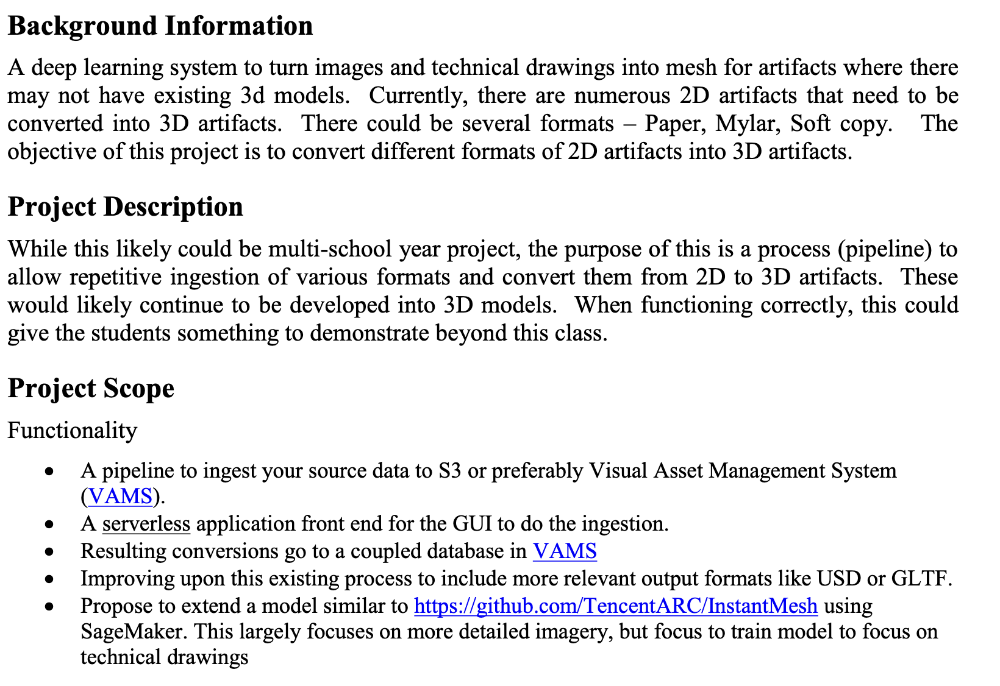 Background Information
A deep learning system to turn images and technical drawings into mesh for artifacts where there
may not have existing 3d models.  Currently, there are numerous 2D artifacts that need to be
converted into 3D artifacts.  There could be several formats – Paper, Mylar, Soft copy.  The
objective of this project is to convert different formats of 2D artifacts into 3D artifacts.
Project Description
While this likely could be multi-school year project, the purpose of this is a process (pipeline) to
allow repetitive ingestion of various formats and convert them from 2D to 3D artifacts.  These
would likely continue to be developed into 3D models.  When functioning correctly, this could
give the students something to demonstrate beyond this class.
Project Scope
Functionality
• A pipeline to ingest your source data to S3 or preferably Visual Asset Management System
(VAMS).
• A serverless application front end for the GUI to do the ingestion.
• Resulting conversions go to a coupled database in VAMS
• Improving upon this existing process to include more relevant output formats like USD or GLTF.
• Propose to extend a model similar to https://github.com/TencentARC/InstantMesh using
SageMaker. This largely focuses on more detailed imagery, but focus to train model to focus on
technical drawings